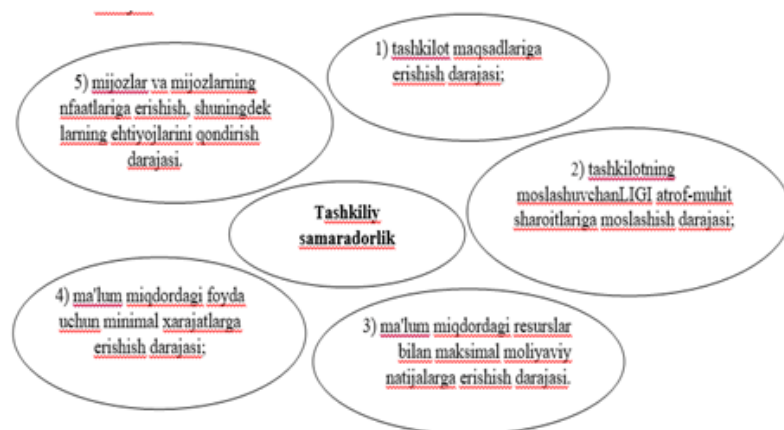 1) tashkilot maqsadlariga
erishish darajasi;
5) mijozlar va mijozlarning
nfaatlariga erishish, shuningdek
larning ehtiyojlarini qondirish
darajasi.
2) tashkilotning
moslashuvchanLIGI atrof-muhit
sharoitlariga moslashish darajasi;
Tashkiliy
samaradorlik
4) ma'lum miqdordagi foyda
uchun minimal xarajatlarga
erishish darajasi;
3) ma'lum miqdordagi resurslar
bilan maksimal moliyaviy
natijalarga erishish darajasi.